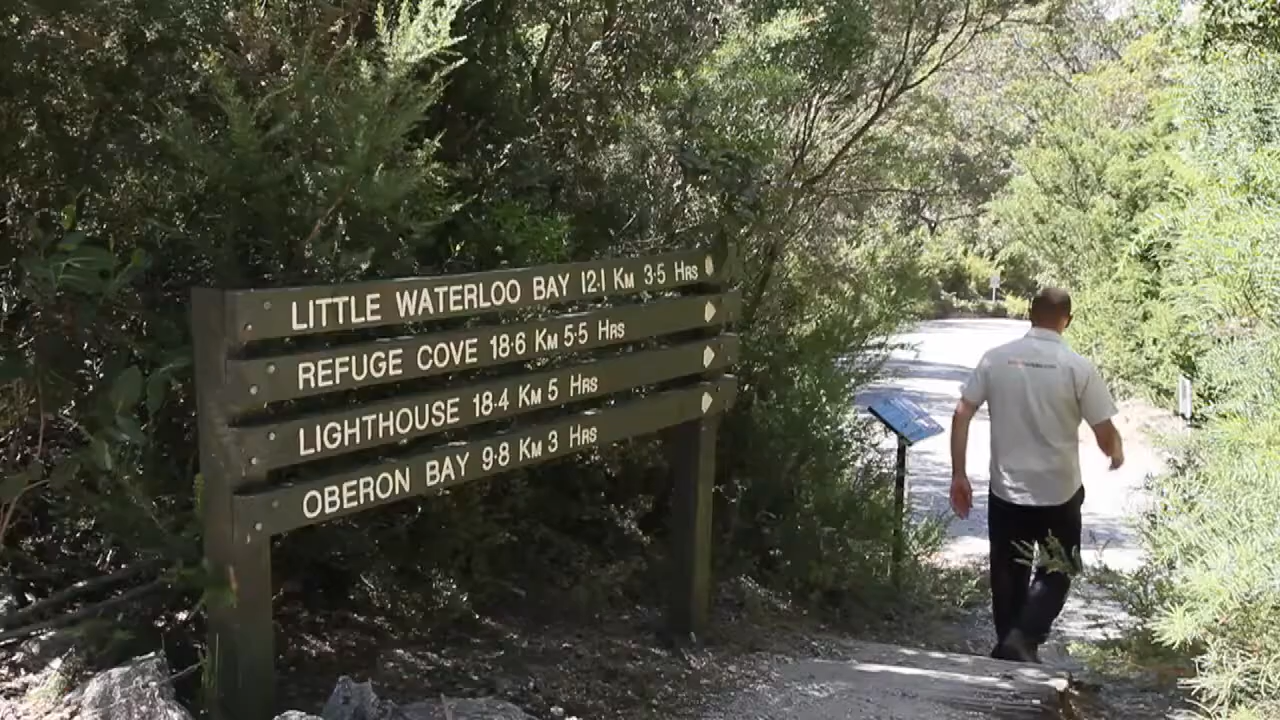 LITTLE WATERLOO BAY 12.1 KM 3.5 HRS
REFUGE COVE 18.6 KM 5.5 HRS
LIGHTHOUSE 18.4 KM 5 HRS
OBERON BAY 9.8 KM 3 HRS